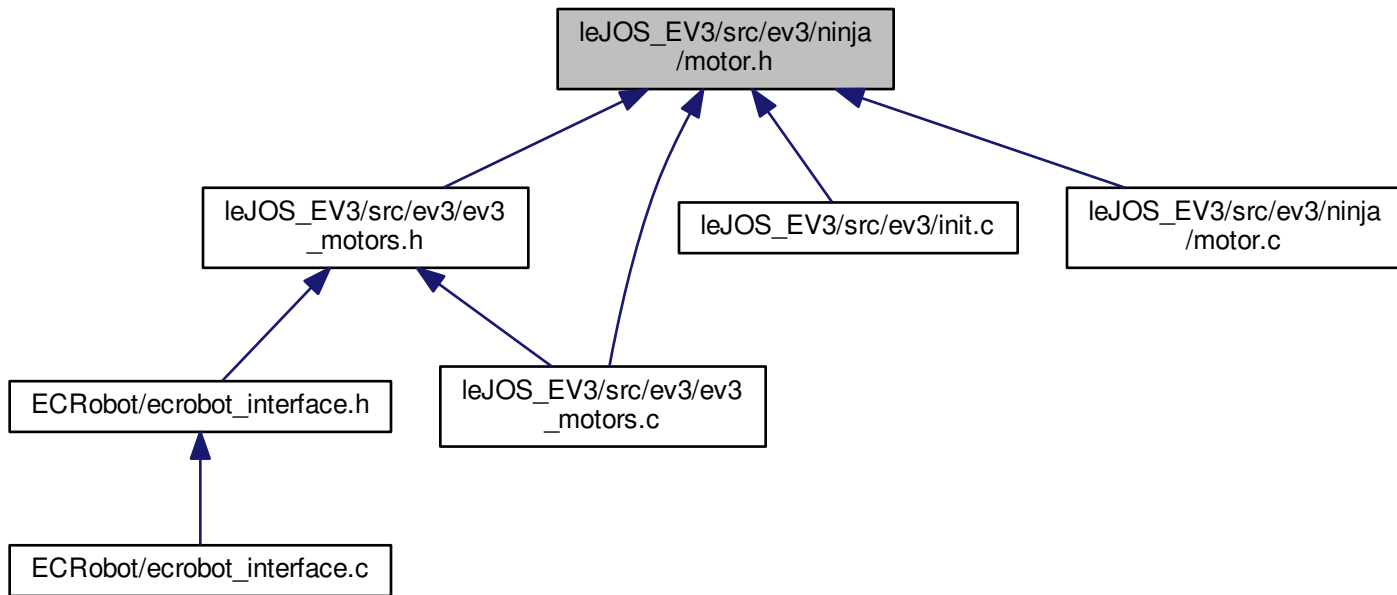 leJOS_EV3/src/ev3/ninja
/motor.h
leJOS_EV3/src/ev3/ev3
_motors.h
leJOS_EV3/src/ev3/init.c
leJOS_EV3/src/ev3/ninja
/motor.c
ECRobot/ecrobot_interface.h
leJOS_EV3/src/ev3/ev3
_motors.c
ECRobot/ecrobot_interface.c